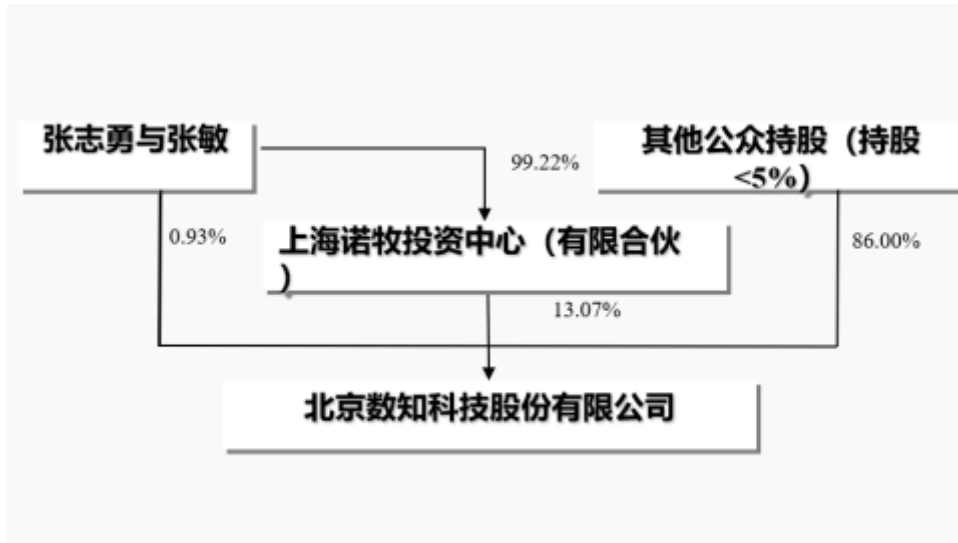 张志勇与张敏
其他公众持股（持股
<5%）
99.22%
0.93%
上海诺牧投资中心（有限合伙
）
86.00%
13.07%
北京数知科技股份有限公司